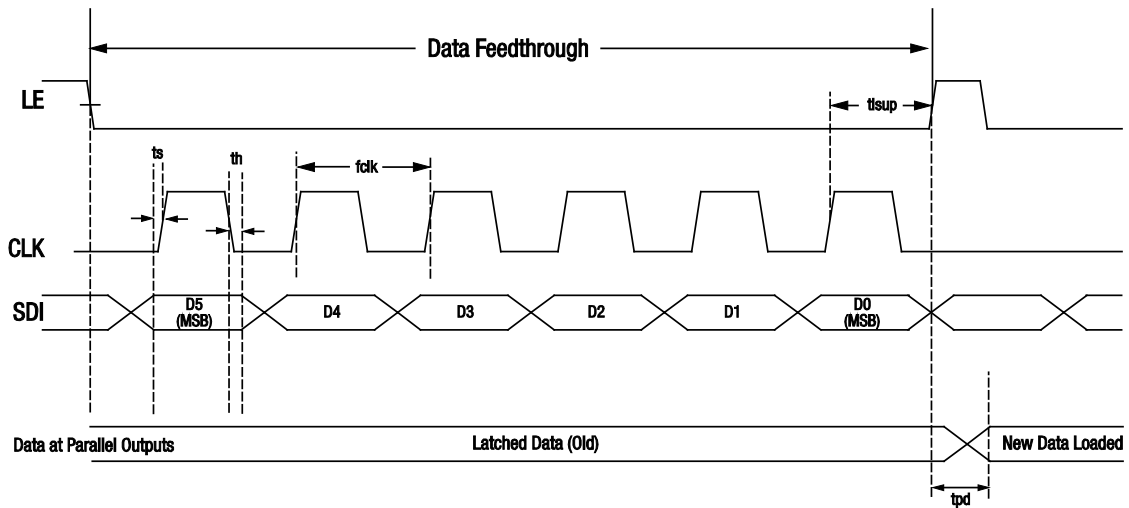 Data Feedthrough
LE
tlsup
ts
th
fclk
CLK
SDI
D5
(MSB)
D4
D3
D2
D1
D0
(MSB)
Data at Parallel Outputs
Latched Data (Old)
New Data Loaded
tpd